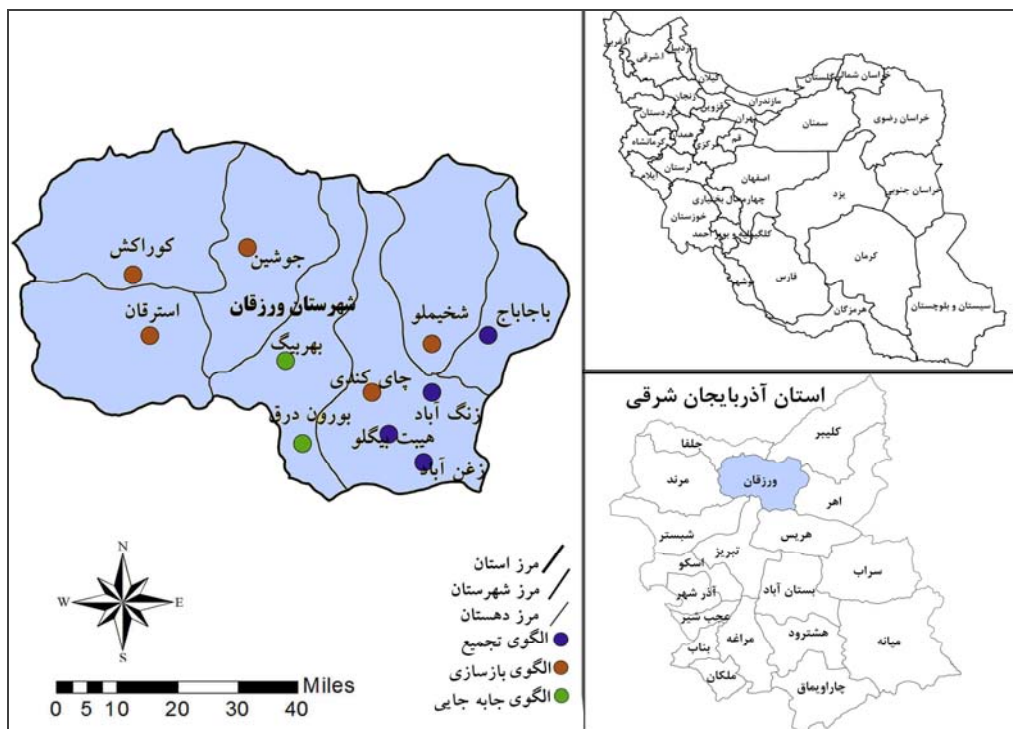 کوراکش
جوشین
استرقان
شهرستان ورزقان
شخیملو
باجاباج
بهربیگ
چای کندی
زنگ آباد
بورون درق
هیبت بیگلو
زغن آباد
N
W
E
S
مرز استان
مرز شهرستان
مرز دهستان
الگوی تجمیع
الگوی بازسازی
الگوی جابه جایی
Miles
0 5 10 20 30 40
آ.شرقی
گیلان
زنجان
قزوین
مازندران
گلستان
خراسان شمالی
خراسان رضوی
سمنان
تهران
قم
مرکزی
همدان
کردستان
کرمانشاه
ایلام
لرستان
اصفهان
چهارمحال بختیاری
خوزستان
یزد
خراسان جنوبی
کرمان
فارس
بوشهر
هرمزگان
سیستان و بلوچستان
استان آذربایجان شرقی
کلیبر
جلفا
مرند
ورزقان
اهر
شبستر
تبریز
هریس
اسکو
آذر شهر
بستان آباد
سراب
عجب شیر
مراغه
هشترود
میانه
بناب
ملکان
چاراویماق